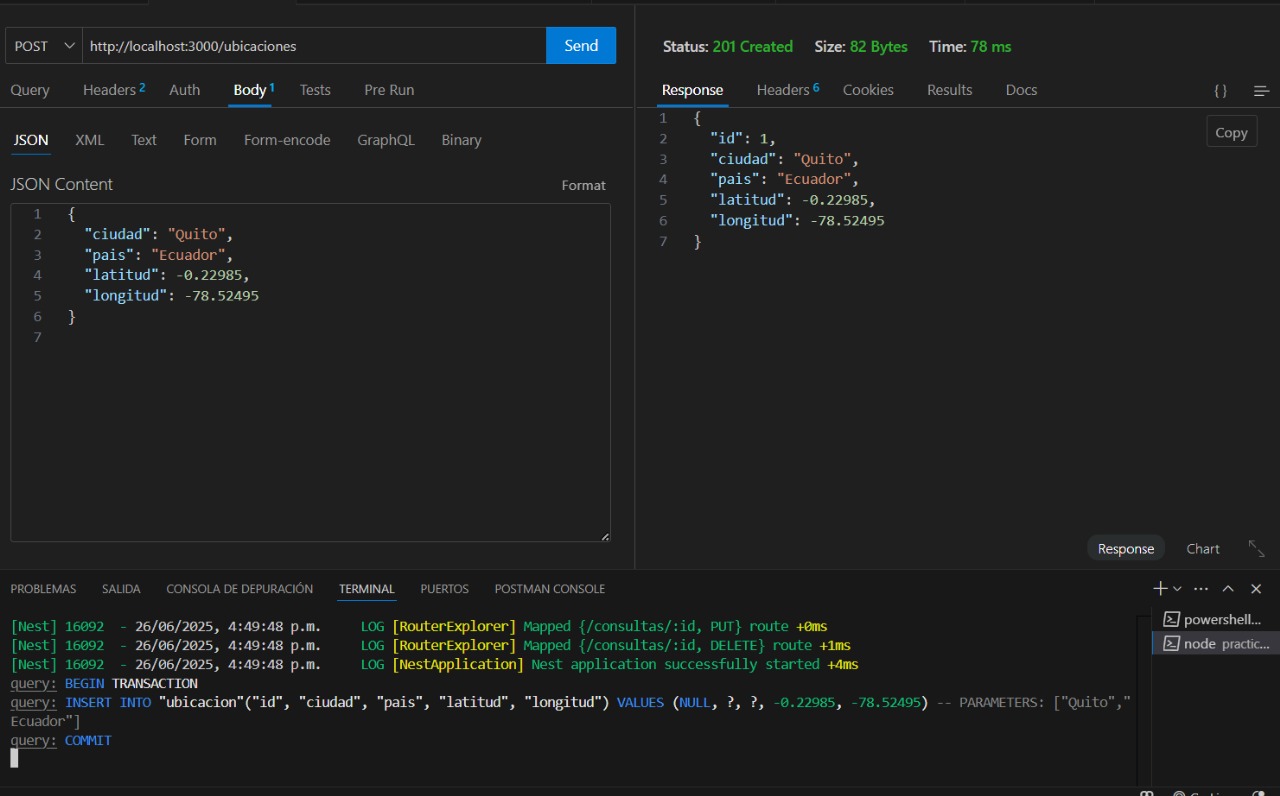 POST http://localhost:3000/ubicaciones Send
Query Headers 2 Auth Body 1 Tests Pre Run
JSON XML Text Form Form-encode GraphQL Binary
JSON Content Format
1 {
2 "ciudad": "Quito",
3 "pais": "Ecuador",
4 "latitud": -0.22985,
5 "longitud": -78.52495
6 }
7
Status: 201 Created Size: 82 Bytes Time: 78 ms
Response Headers 6 Cookies Results Docs { }
Copy
1 {
2 "id": 1,
3 "ciudad": "Quito",
4 "pais": "Ecuador",
5 "latitud": -0.22985,
6 "longitud": -78.52495
7 }
Response Chart
PROBLEMAS SALIDA CONSOLA DE DEPURACIÓN TERMINAL PUERTOS POSTMAN CONSOLE
[Nest] 16092 - 26/06/2025, 4:49:48 p.m. LOG [RouterExplorer] Mapped {/consultas/:id, PUT} route +0ms
[Nest] 16092 - 26/06/2025, 4:49:48 p.m. LOG [RouterExplorer] Mapped {/consultas/:id, DELETE} route +1ms
[Nest] 16092 - 26/06/2025, 4:49:48 p.m. LOG [NestApplication] Nest application successfully started +4ms
query: BEGIN TRANSACTION
query: INSERT INTO "ubicacion"("id", "ciudad", "pais", "latitud", "longitud") VALUES (NULL, ?, ?, -0.22985, -78.52495) -- PARAMETERS: ["Quito","
Ecuador"]
query: COMMIT
powershell...
node practic...